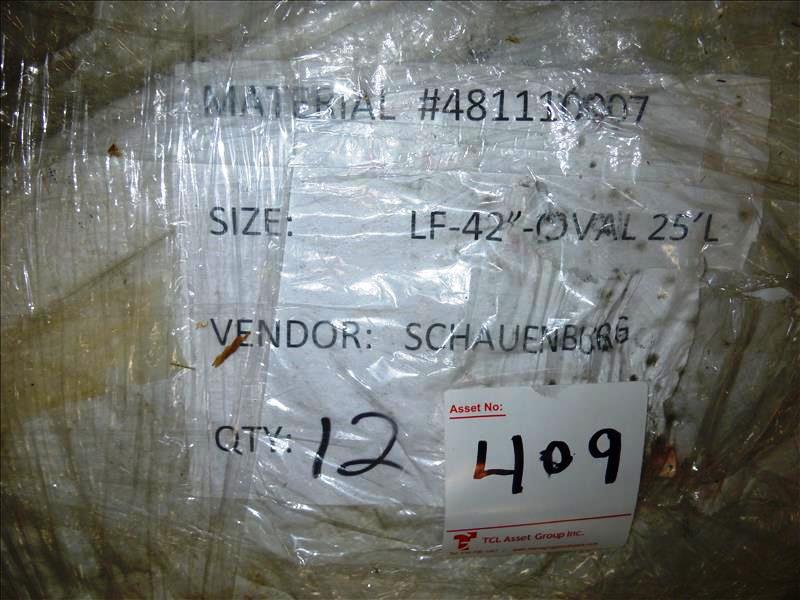 MATERIAL #481110007
SIZE: LF-42"-OVAL 25'L
VENDOR: SCHAUENBURG
QTY: 12
Asset No:
409
TCL Asset Group Inc.